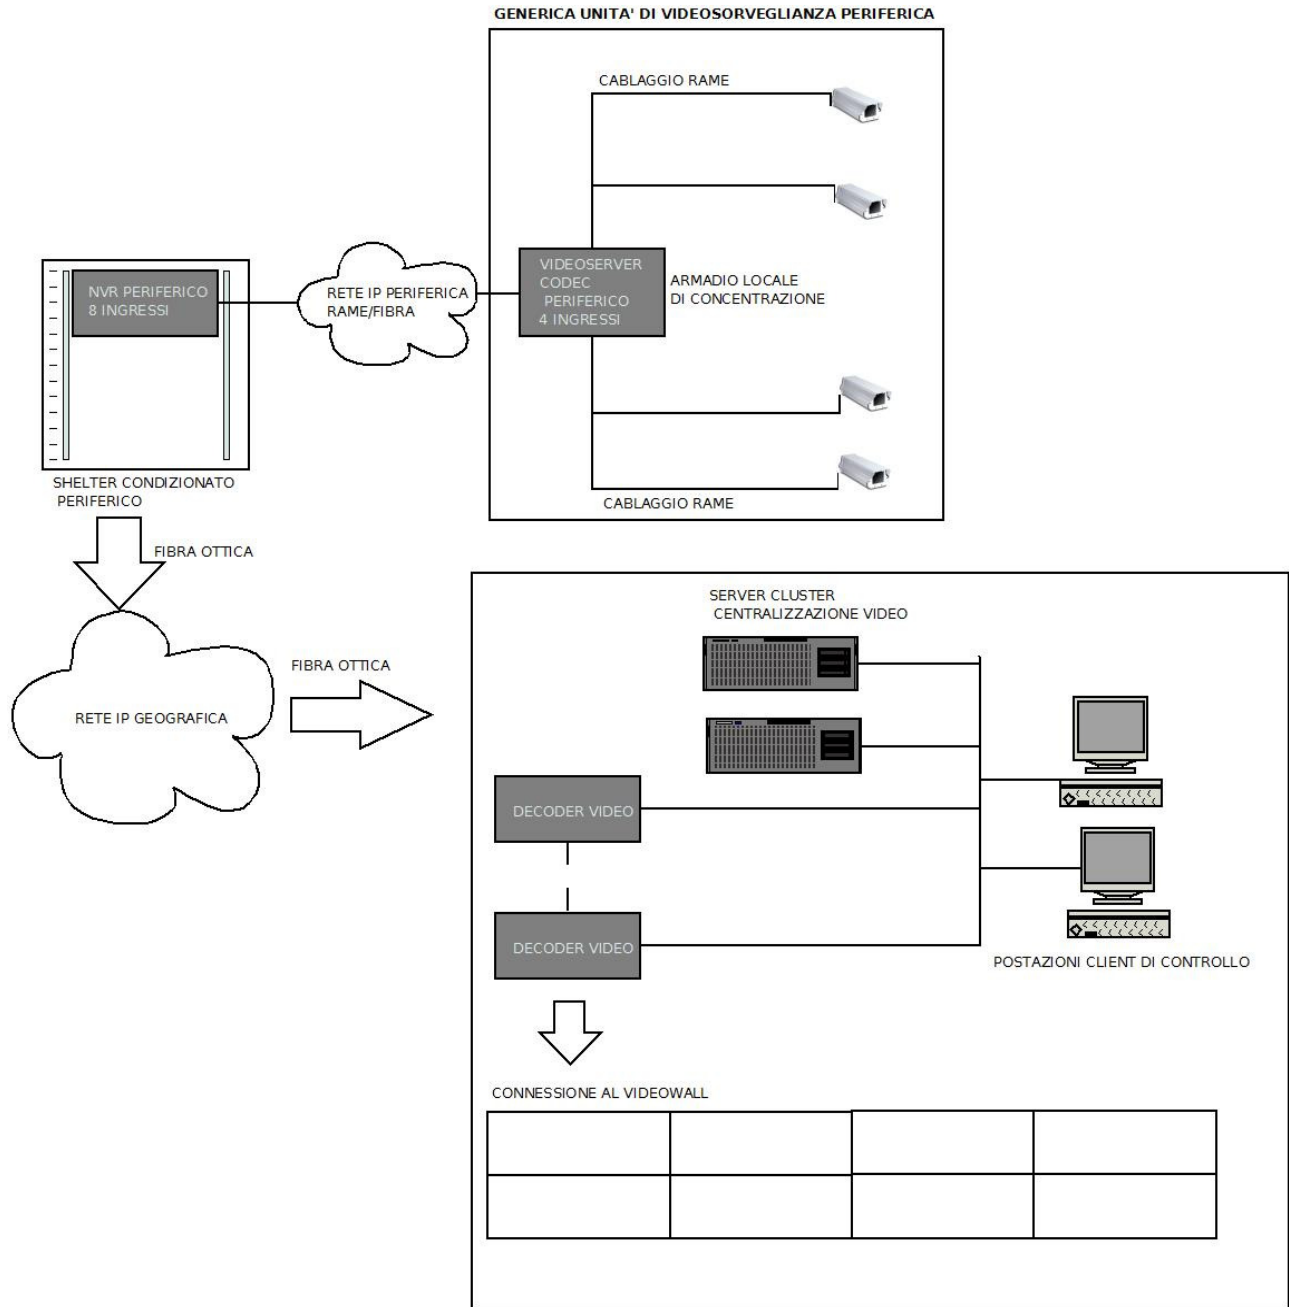 GENERICA UNITA' DI VIDEOSORVEGLIANZA PERIFERICA
CABLAGGIO RAME
VIDEOSERVER
CODEC
PERIFERICO
4 INGRESSI
ARMADIO LOCALE
DI CONCENTRAZIONE
NVR PERIFERICO
8 INGRESSI
RETE IP PERIFERICA
RAME/FIBRA
SHELTER CONDIZIONATO
PERIFERICO
CABLAGGIO RAME
FIBRA OTTICA
SERVER CLUSTER
CENTRALIZZAZIONE VIDEO
FIBRA OTTICA
RETE IP GEOGRAFICA
DECODER VIDEO
DECODER VIDEO
POSTAZIONI CLIENT DI CONTROLLO
CONNESSIONE AL VIDEOWALL